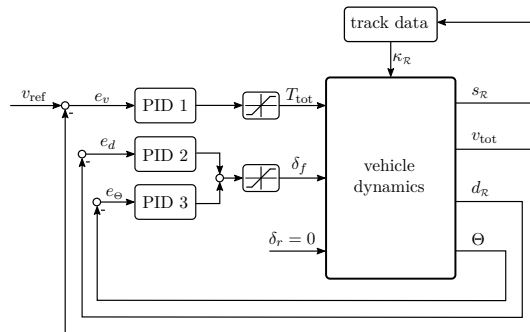 track data
κ_R
v_ref
e_v
PID 1
T_tot
s_R
-
e_d
PID 2
v_tot
-
δ_f
vehicle
dynamics
e_Θ
PID 3
d_R
-
δ_r = 0
Θ